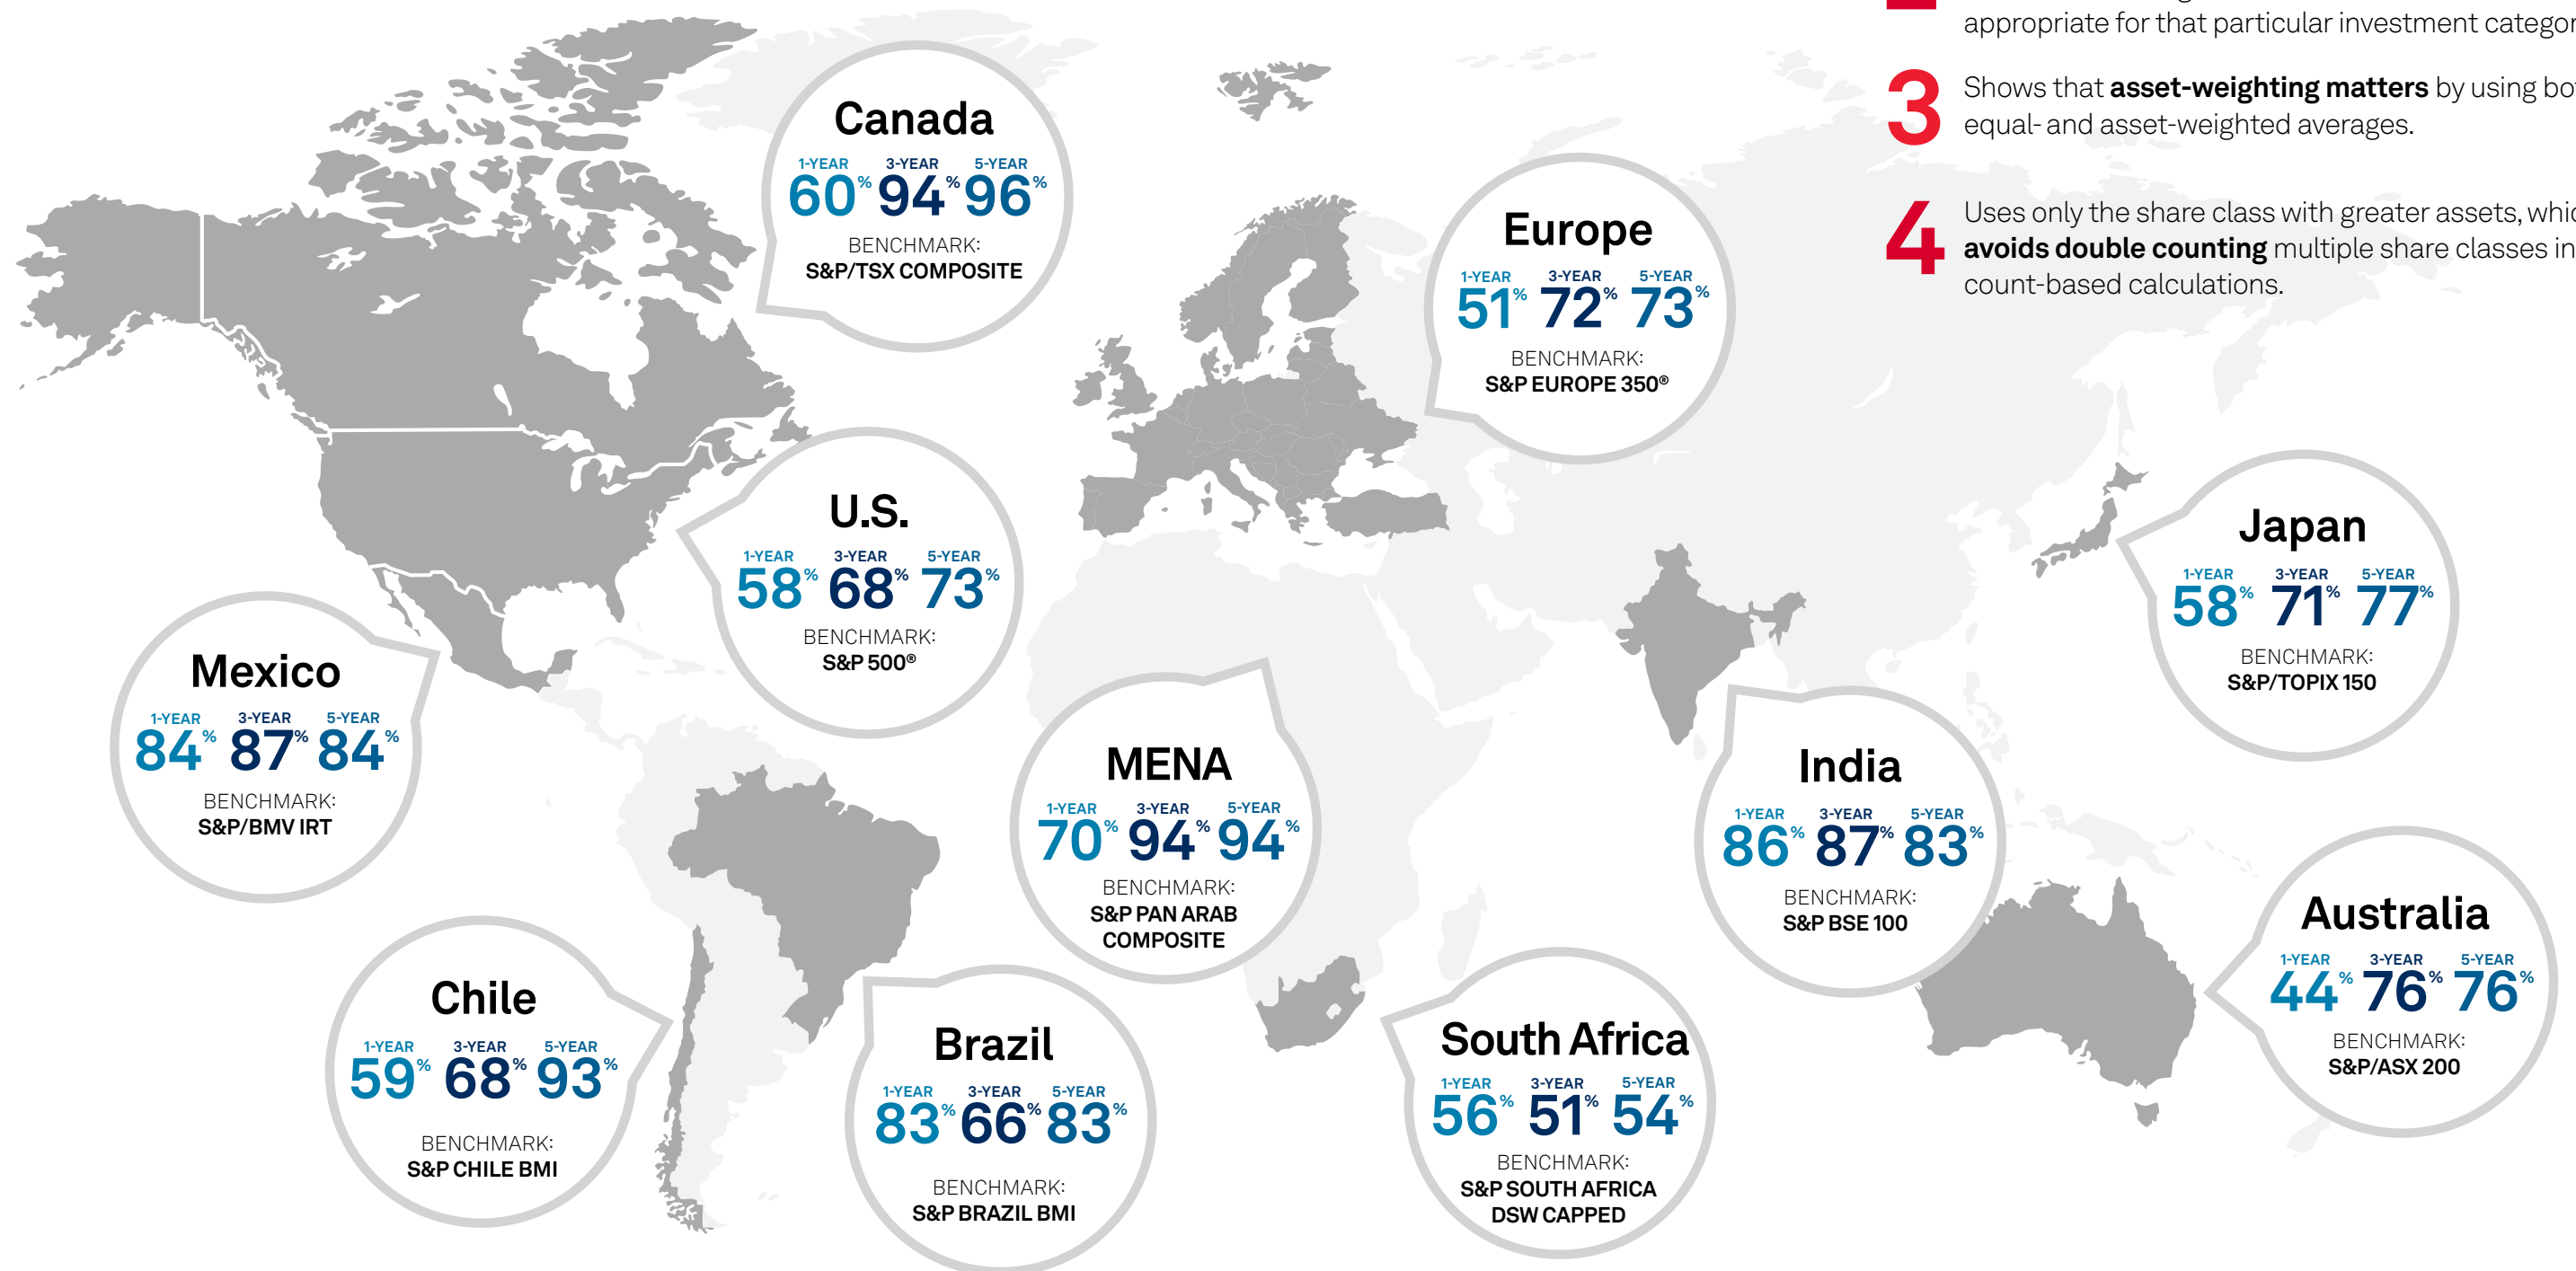 appropriate for that particular investment
3
Shows that asset-weighting matters by using
equal- and asset-weighted averages.
4
Uses only the share class with greater assets,
avoids double counting multiple share classes in
count-based calculations.
Canada
1-YEAR 3-YEAR 5-YEAR
60% 94% 96%
BENCHMARK:
S&P/TSX COMPOSITE
Europe
1-YEAR 3-YEAR 5-YEAR
51% 72% 73%
BENCHMARK:
S&P EUROPE 350®
U.S.
1-YEAR 3-YEAR 5-YEAR
58% 68% 73%
BENCHMARK:
S&P 500®
Japan
1-YEAR 3-YEAR 5-YEAR
58% 71% 77%
BENCHMARK:
S&P/TOPIX 150
Mexico
1-YEAR 3-YEAR 5-YEAR
84% 87% 84%
BENCHMARK:
S&P/BMV IRT
MENA
1-YEAR 3-YEAR 5-YEAR
70% 94% 94%
BENCHMARK:
S&P PAN ARAB
COMPOSITE
India
1-YEAR 3-YEAR 5-YEAR
86% 87% 83%
BENCHMARK:
S&P BSE 100
Australia
1-YEAR 3-YEAR 5-YEAR
44% 76% 76%
BENCHMARK:
S&P/ASX 200
Chile
1-YEAR 3-YEAR 5-YEAR
59% 68% 93%
BENCHMARK:
S&P CHILE BMI
Brazil
1-YEAR 3-YEAR 5-YEAR
83% 66% 83%
BENCHMARK:
S&P BRAZIL BMI
South Africa
1-YEAR 3-YEAR 5-YEAR
56% 51% 54%
BENCHMARK:
S&P SOUTH AFRICA
DSW CAPPED